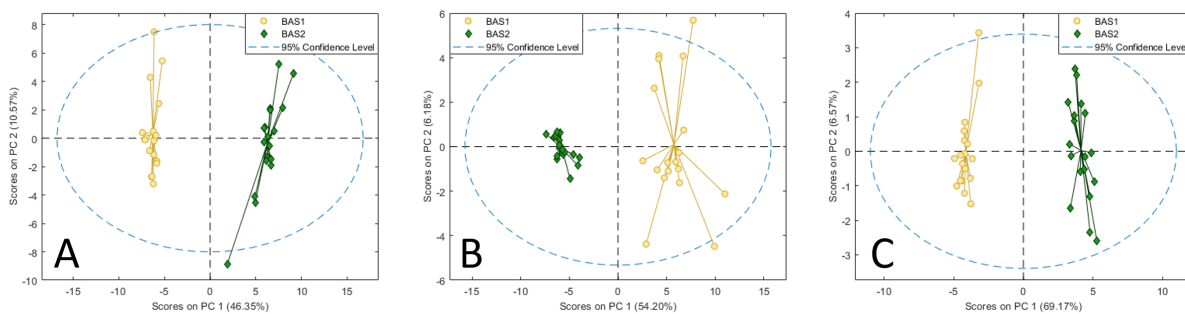 BAS1
BAS2
95% Confidence Level
8
6
4
2
0
-2
-4
-6
-8
-10
Scores on PC 2 (10.57%)
-15
-10
-5
0
5
10
15
Scores on PC 1 (46.35%)
A
BAS1
BAS2
95% Confidence Level
6
4
2
0
-2
-4
-6
Scores on PC 2 (6.18%)
-15
-10
-5
0
5
10
15
Scores on PC 1 (54.20%)
B
BAS1
BAS2
95% Confidence Level
4
3
2
1
0
-1
-2
-3
Scores on PC 2 (6.57%)
-10
-5
0
5
10
Scores on PC 1 (69.17%)
C